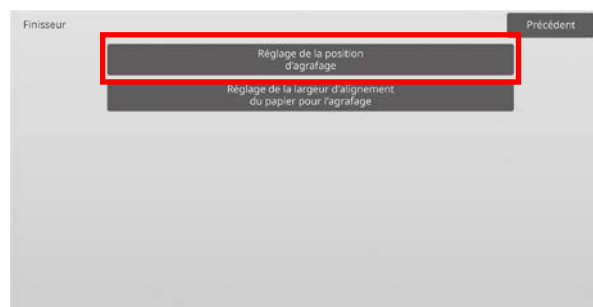 Finisseur
Précédent
Réglage de la position
d'agrafage
Réglage de la largeur d'alignement
du papier pour l'agrafage